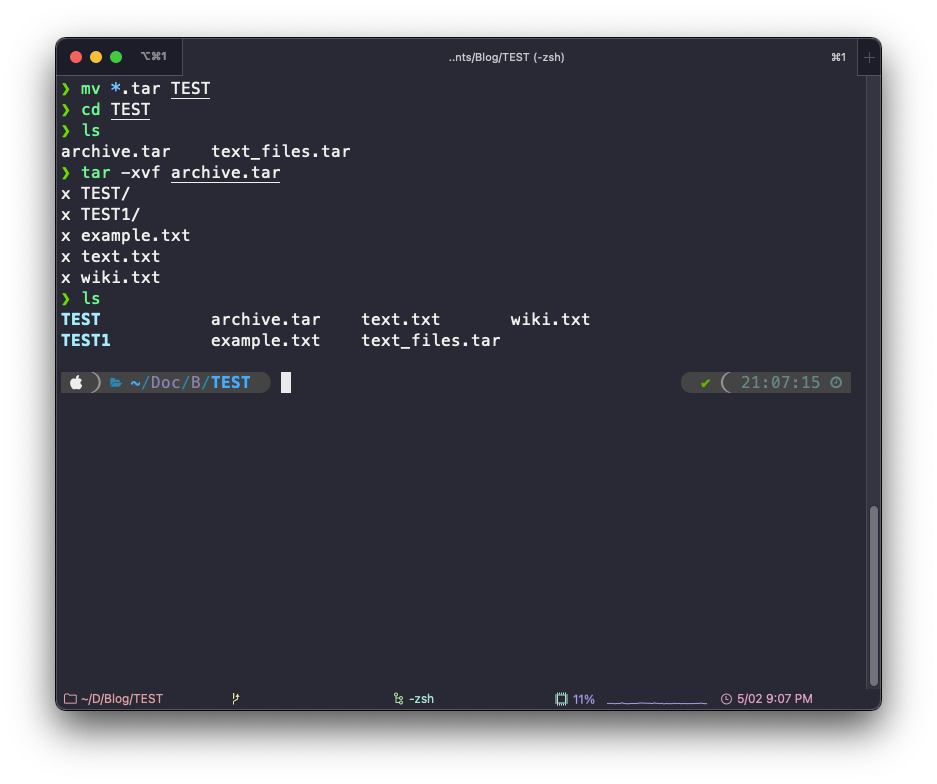 ⌥⌘1 ..nts/Blog/TEST (-zsh) ⌘1 +
❯ mv *.tar TEST
❯ cd TEST
❯ ls
archive.tar    text_files.tar
❯ tar -xvf archive.tar
x TEST/
x TEST1/
x example.txt
x text.txt
x wiki.txt
❯ ls
TEST           archive.tar    text.txt       wiki.txt
TEST1          example.txt    text_files.tar
~/Doc/B/TEST ✔ 21:07:15
~/D/Blog/TEST -zsh 11% 5/02 9:07 PM